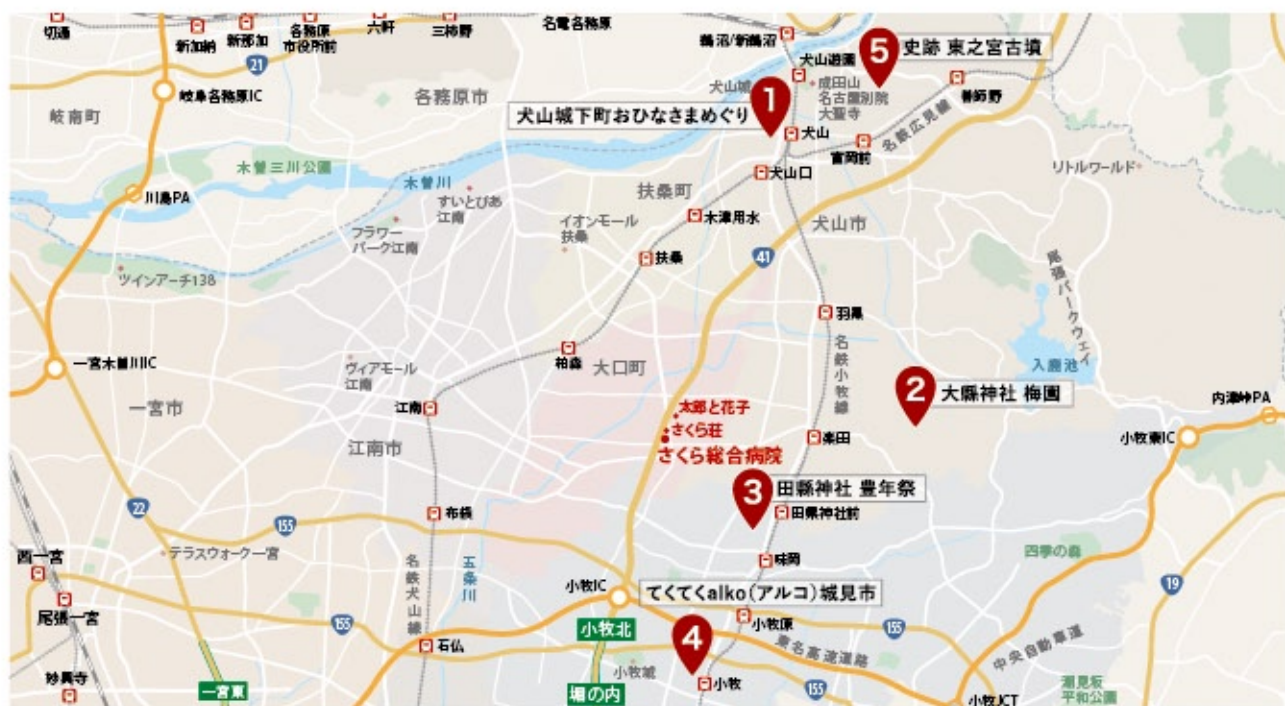 切通
新加納
新那加
各務原
市役所前
六軒
三柿野
名電各務原
鵜沼/新鵜沼
21
岐阜各務原IC
岐南町
各務原市
犬山城
犬山遊園
成田山
名古屋別院
大聖寺
5
史跡 東之宮古墳
善師野
1
犬山城下町おひなさまめぐり
犬山
富岡前
名鉄広見線
リトルワールド
木曽三川公園
川島PA
木曽川
すいとぴあ
江南
扶桑町
犬山口
木津用水
犬山市
フラワー
パーク江南
イオンモール
扶桑
扶桑
41
ツインアーチ138
尾張パークウェイ
羽黒
入鹿池
一宮木曽川IC
ヴィアモール
江南
柏森
大口町
名鉄小牧線
2
大縣神社 梅園
内津峠PA
一宮市
江南
江南市
太郎と花子
さくら荘
さくら総合病院
楽田
小牧東IC
3
田縣神社 豊年祭
田県神社前
22
155
布袋
テラスウォーク一宮
味岡
四季の森
19
西一宮
尾張一宮
名鉄犬山線
五条川
小牧IC
てくてくalko(アルコ)城見市
小牧原
155
155
小牧北
4
石仏
小牧城
東名高速道路
中央自動車道
妙興寺
一宮東
堀の内
小牧
155
小牧JCT
潮見坂
平和公園